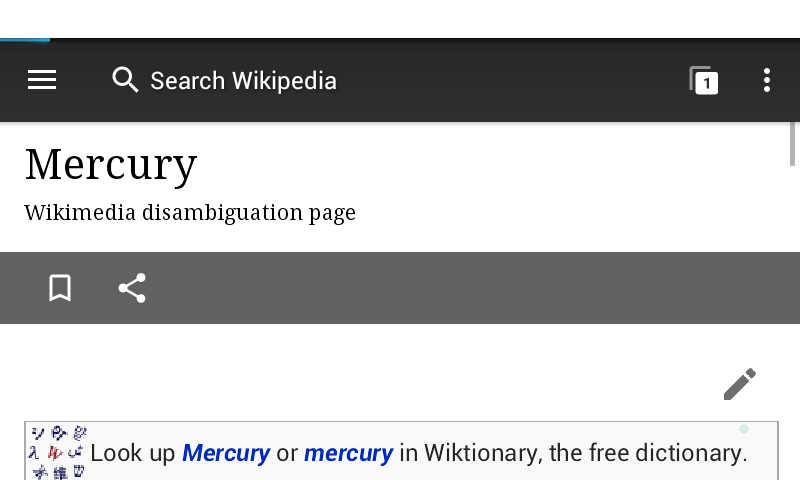 Search Wikipedia
1
Mercury
Wikimedia disambiguation page
Look up Mercury or mercury in Wiktionary, the free dictionary.